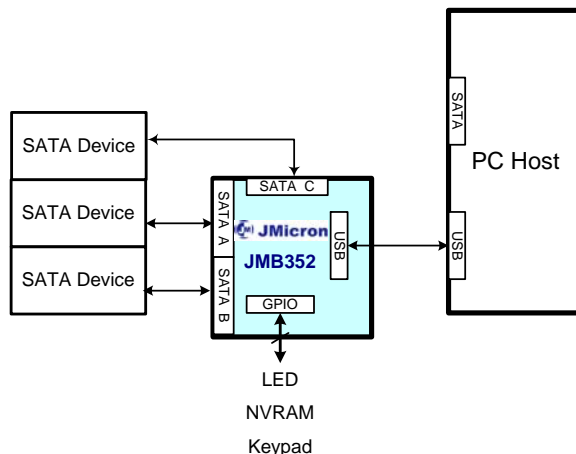 SATA Device
SATA Device
SATA Device
SATA C
SATA A
SATA B
JMicron
JMB352
USB
GPIO
LED
NVRAM
Keypad
SATA
PC Host
USB